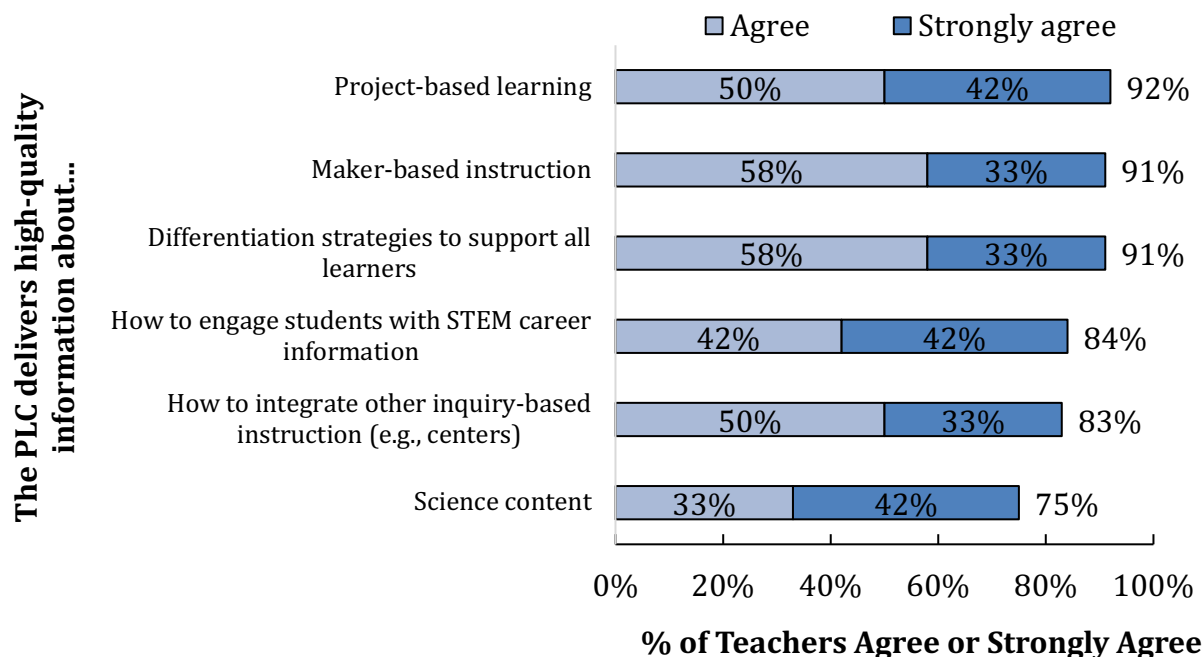 Agree Strongly agree
The PLC delivers high-quality
information about...
Project-based learning
50% 42% 92%
Maker-based instruction
58% 33% 91%
Differentiation strategies to support all
learners
58% 33% 91%
How to engage students with STEM career
information
42% 42% 84%
How to integrate other inquiry-based
instruction (e.g., centers)
50% 33% 83%
Science content
33% 42% 75%
0% 20% 40% 60% 80% 100%
% of Teachers Agree or Strongly Agree